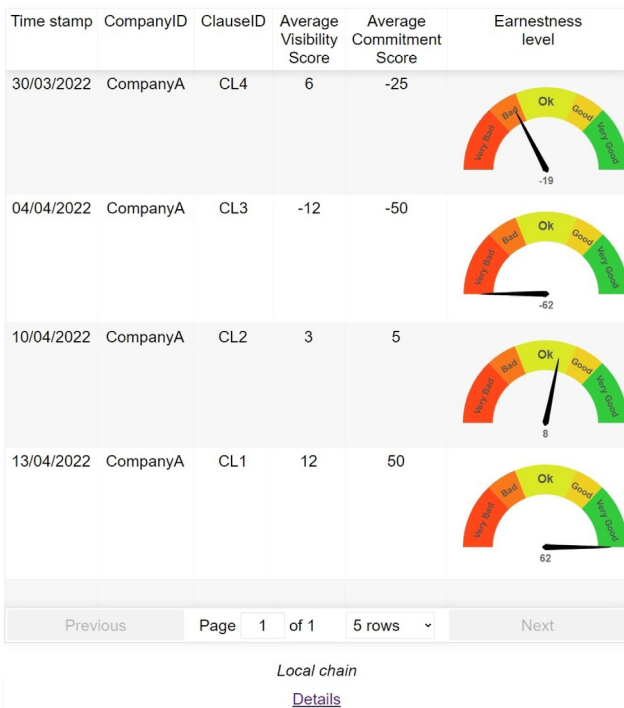 Time stamp CompanyID ClauseID Average Visibility Score Average Commitment Score Earnestness level
30/03/2022 CompanyA CL4 6 -25
Very Bad Bad Ok Good Very Good
-19
04/04/2022 CompanyA CL3 -12 -50
Very Bad Bad Ok Good Very Good
-62
10/04/2022 CompanyA CL2 3 5
Very Bad Bad Ok Good Very Good
8
13/04/2022 CompanyA CL1 12 50
Very Bad Bad Ok Good Very Good
62
Previous Page 1 of 1 5 rows Next
Local chain
Details